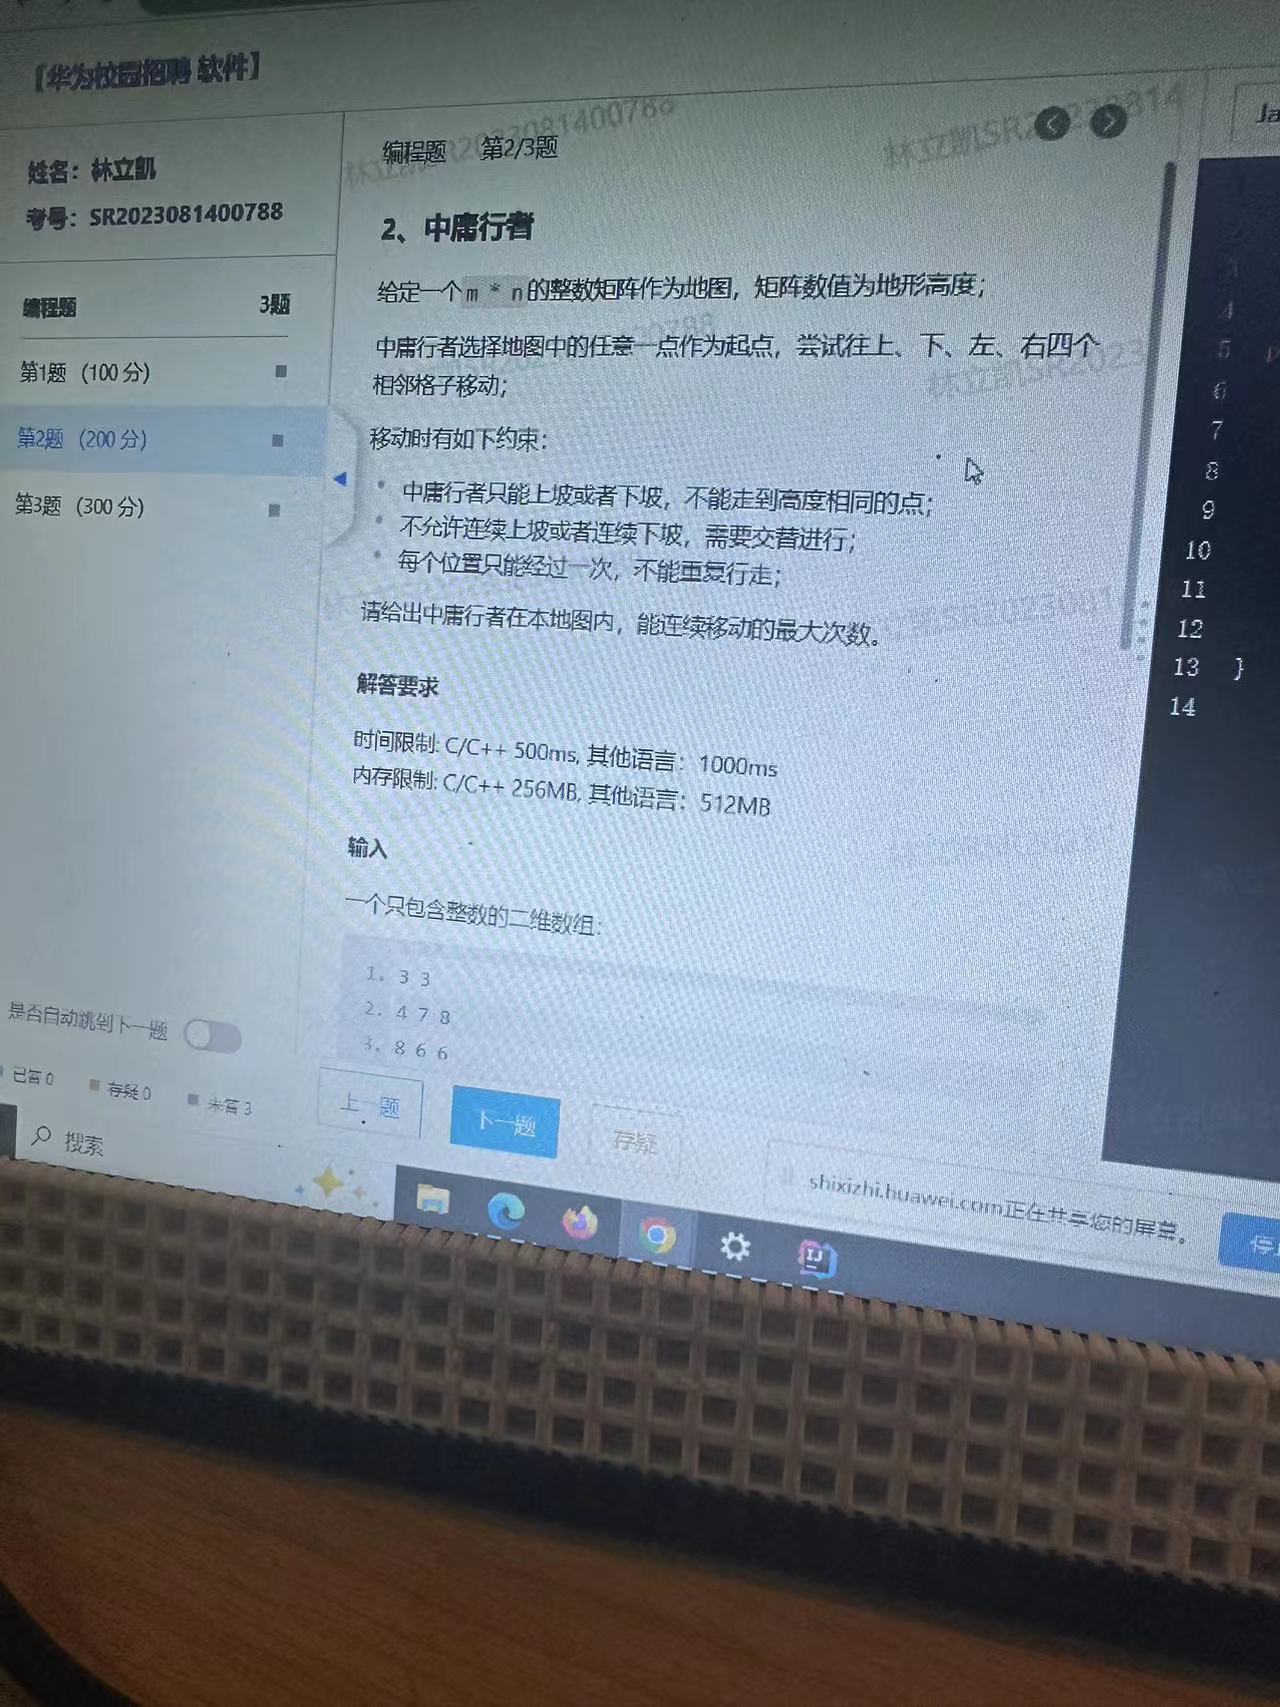 【华为校园招聘 软件】
姓名：林立凯
考号：SR2023081400788
编程题 3题
第1题（100分）
第2题（200分）
第3题（300分）
是否自动跳到下一题
已答 0 存疑 0 未答 3
编程题 第2/3题
2、中庸行者
给定一个 m * n 的整数矩阵作为地图，矩阵数值为地形高度；
中庸行者选择地图中的任意一点作为起点，尝试往上、下、左、右四个
相邻格子移动；
移动时有如下约束：
中庸行者只能上坡或者下坡，不能走到高度相同的点；
不允许连续上坡或者连续下坡，需要交替进行；
每个位置只能经过一次，不能重复行走；
请给出中庸行者在本地图内，能连续移动的最大次数。
解答要求
时间限制: C/C++ 500ms, 其他语言：1000ms
内存限制: C/C++ 256MB, 其他语言：512MB
输入
一个只包含整数的二维数组：
1. 3 3
2. 4 7 8
3. 8 6 6
上一题 下一题 存疑
Ja
3
4
5
6
7
8
9
10
11
12
13 }
14
shixizhi.huawei.com正在共享您的屏幕。
搜索
IJ